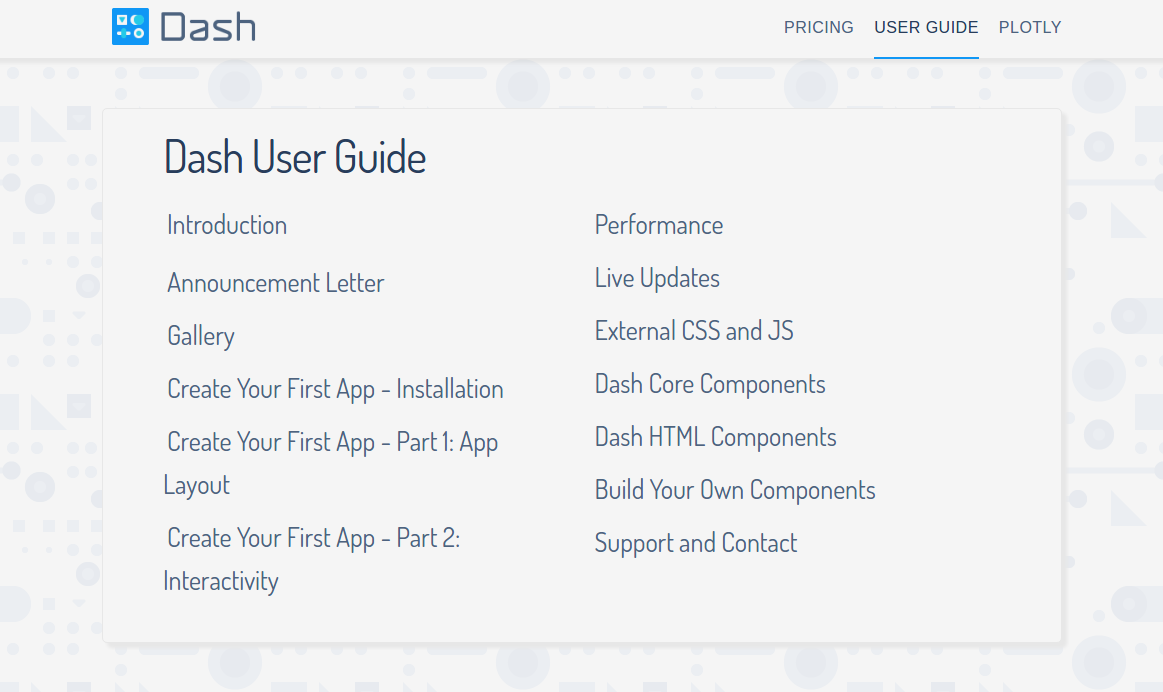 Dash
PRICING USER GUIDE PLOTLY
Dash User Guide
Introduction
Announcement Letter
Gallery
Create Your First App - Installation
Create Your First App - Part 1: App
Layout
Create Your First App - Part 2:
Interactivity
Performance
Live Updates
External CSS and JS
Dash Core Components
Dash HTML Components
Build Your Own Components
Support and Contact